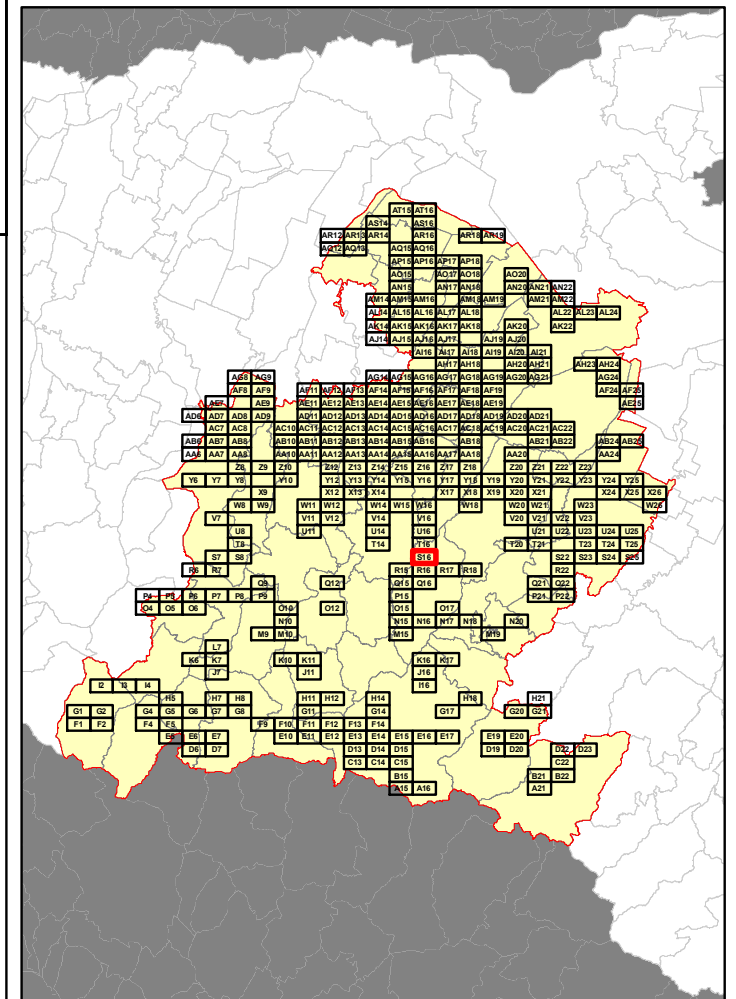 AT15 AT16
AS14 AS16
AR12 AR13 AR14 AR16 AR18 AR19
AQ12 AQ13 AQ15 AQ16
AP15 AP16 AP17 AP18
AO15 AO17 AO18 AO20
AN15 AN17 AN18 AN20 AN21 AN22
AM14 AM15 AM16 AM18 AM19 AM21 AM22
AL14 AL15 AL16 AL17 AL18 AL22 AL23 AL24
AK14 AK15 AK16 AK17 AK18 AK20 AK22
AJ14 AJ15 AJ16 AJ17 AJ19 AJ20
AI16 AI17 AI18 AI19 AI20 AI21
AH17 AH18 AH20 AH21 AH23 AH24
AG8 AG9 AG14 AG15 AG16 AG17 AG18 AG19 AG20 AG21 AG24
AF8 AF9 AF11 AF12 AF13 AF14 AF15 AF16 AF17 AF18 AF19 AF24 AF25
AE7 AE9 AE11 AE12 AE13 AE14 AE15 AE16 AE17 AE18 AE19 AE25
AD6 AD7 AD8 AD9 AD11 AD12 AD13 AD14 AD15 AD16 AD17 AD18 AD19 AD20 AD21
AC7 AC8 AC10 AC11 AC12 AC13 AC14 AC15 AC16 AC17 AC18 AC19 AC20 AC21 AC22
AB6 AB7 AB8 AB10 AB11 AB12 AB13 AB14 AB15 AB16 AB18 AB21 AB22 AB24 AB25
AA6 AA7 AA8 AA10 AA11 AA12 AA13 AA14 AA15 AA16 AA17 AA18 AA20 AA24
Z8 Z9 Z10 Z12 Z13 Z14 Z15 Z16 Z17 Z18 Z20 Z21 Z22 Z23
Y6 Y7 Y8 Y10 Y12 Y13 Y14 Y15 Y16 Y17 Y18 Y19 Y20 Y21 Y22 Y23 Y24 Y25
X9 X12 X13 X14 X17 X18 X19 X20 X21 X24 X25 X26
W8 W9 W11 W12 W14 W15 W16 W18 W20 W21 W23 W26
V7 V11 V12 V14 V16 V20 V21 V22 V23
U8 U11 U14 U16 U21 U22 U24 U25
T8 T14 T16 T20 T21 T23 T24 T25
S7 S8 S16 S22 S23 S24 S25
R6 R7 R15 R16 R17 R18 R22
Q9 Q12 Q15 Q16 Q21 Q22
P4 P5 P6 P7 P8 P9 P15 P21 P22
O4 O5 O6 O10 O12 O15 O17
N10 N15 N16 N17 N18 N20
M9 M10 M15 M19
L7
K6 K7 K10 K11 K16 K17
J7 J11 J16
I2 I3 I4 I16
H5 H7 H8 H11 H12 H14 H18 H21
G1 G2 G4 G5 G6 G7 G8 G11 G14 G17 G20 G21
F1 F2 F4 F5 F9 F10 F11 F12 F13 F14
E5 E6 E7 E10 E11 E12 E13 E14 E15 E16 E17 E19 E20
D6 D7 D13 D14 D15 D19 D20 D22 D23
C13 C14 C15 C22
B15 B21 B22
A15 A16 A21